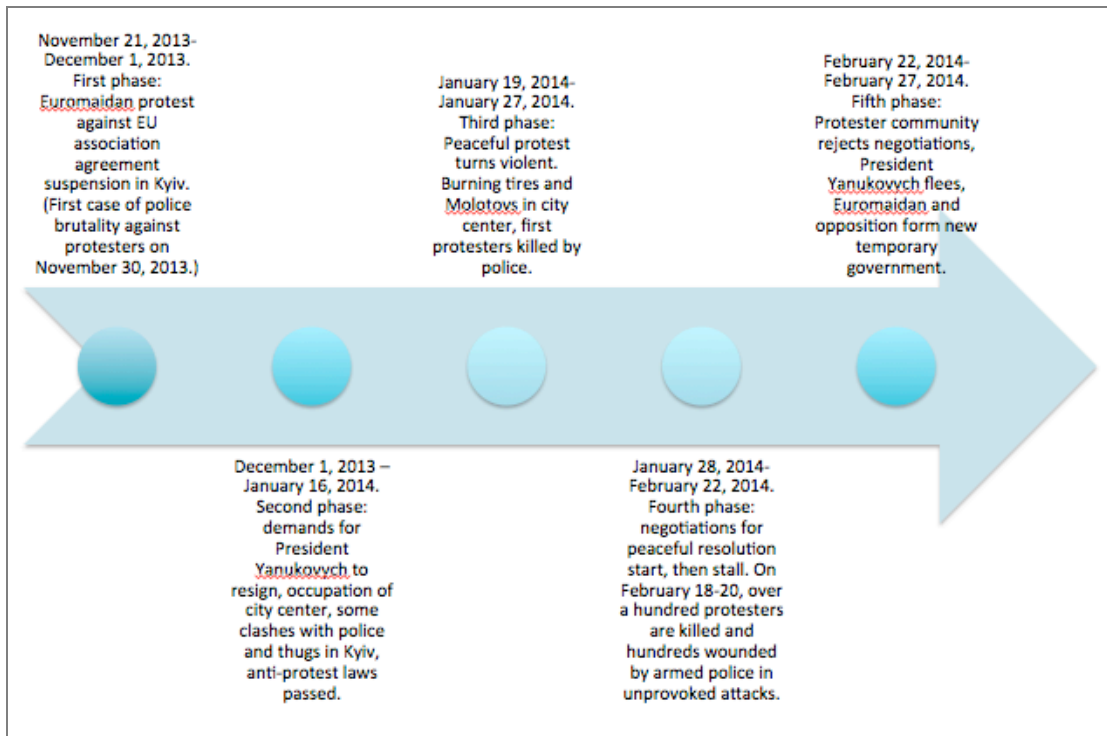 November 21, 2013-
December 1, 2013.
First phase:
Euromaidan protest
against EU
association
agreement
suspension in Kyiv.
(First case of police
brutality against
protesters on
November 30, 2013.)
December 1, 2013 –
January 16, 2014.
Second phase:
demands for
President
Yanukovych to
resign, occupation of
city center, some
clashes with police
and thugs in Kyiv,
anti-protest laws
passed.
January 19, 2014-
January 27, 2014.
Third phase:
Peaceful protest
turns violent.
Burning tires and
Molotovs in city
center, first
protesters killed by
police.
January 28, 2014-
February 22, 2014.
Fourth phase:
negotiations for
peaceful resolution
start, then stall. On
February 18-20, over
a hundred protesters
are killed and
hundreds wounded
by armed police in
unprovoked attacks.
February 22, 2014-
February 27, 2014.
Fifth phase:
Protester community
rejects negotiations,
President
Yanukovych flees,
Euromaidan and
opposition form new
temporary
government.